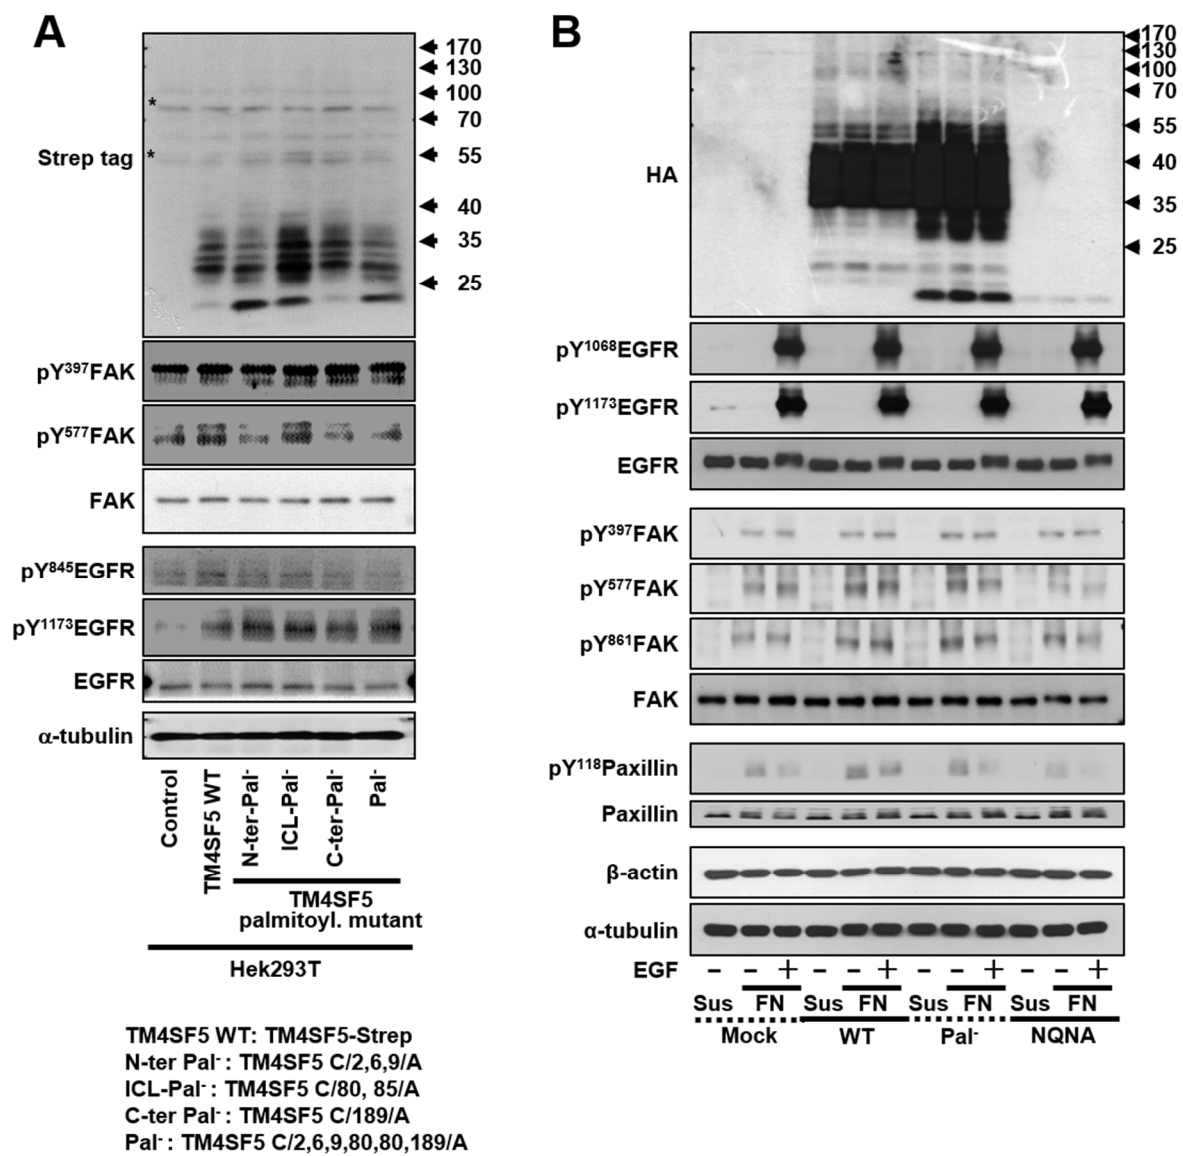 A
Strep tag
*
*
170
130
100
70
55
40
35
25
pY397FAK
pY577FAK
FAK
pY845EGFR
pY1173EGFR
EGFR
α-tubulin
Control
TM4SF5 WT
N-ter-Pal-
ICL-Pal-
C-ter-Pal-
Pal-
TM4SF5
palmitoyl. mutant
Hek293T
TM4SF5 WT: TM4SF5-Strep
N-ter Pal- : TM4SF5 C/2,6,9/A
ICL-Pal- : TM4SF5 C/80, 85/A
C-ter Pal- : TM4SF5 C/189/A
Pal- : TM4SF5 C/2,6,9,80,80,189/A
B
HA
170
130
100
70
55
40
35
25
pY1068EGFR
pY1173EGFR
EGFR
pY397FAK
pY577FAK
pY861FAK
FAK
pY118Paxillin
Paxillin
β-actin
α-tubulin
EGF - - + - - + - - + - - +
Sus FN Sus FN Sus FN Sus FN
Mock WT Pal- NQNA